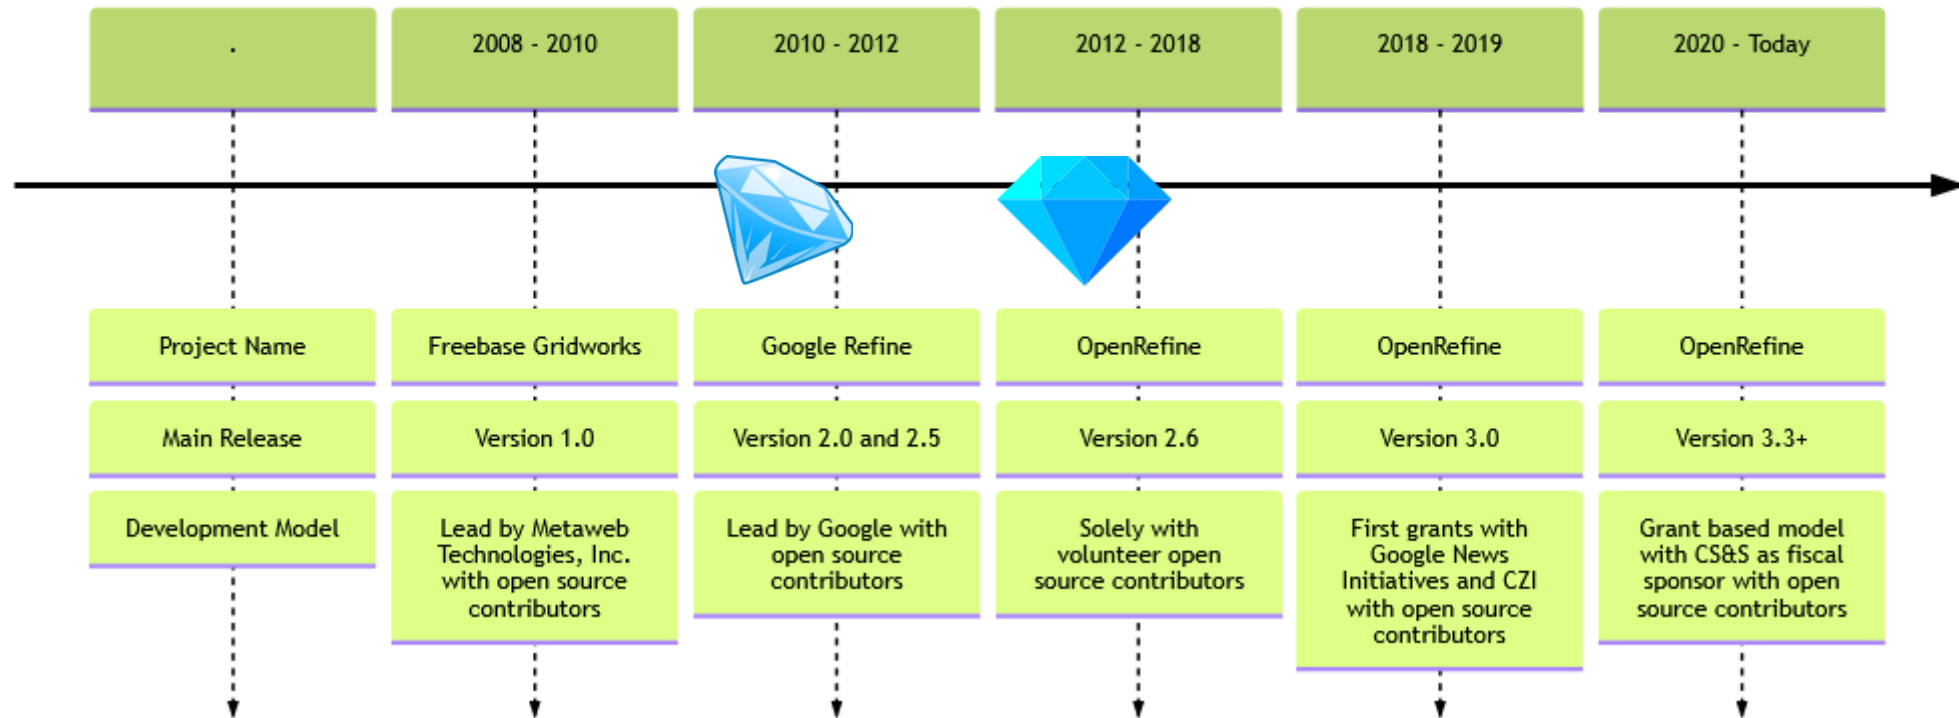 .
2008 - 2010
2010 - 2012
2012 - 2018
2018 - 2019
2020 - Today
Project Name
Freebase Gridworks
Google Refine
OpenRefine
OpenRefine
OpenRefine
Main Release
Version 1.0
Version 2.0 and 2.5
Version 2.6
Version 3.0
Version 3.3+
Development Model
Lead by Metaweb
Technologies, Inc.
with open source
contributors
Lead by Google with
open source
contributors
Solely with
volunteer open
source contributors
First grants with
Google News
Initiatives and CZI
with open source
contributors
Grant based model
with CS&S as fiscal
sponsor with open
source contributors